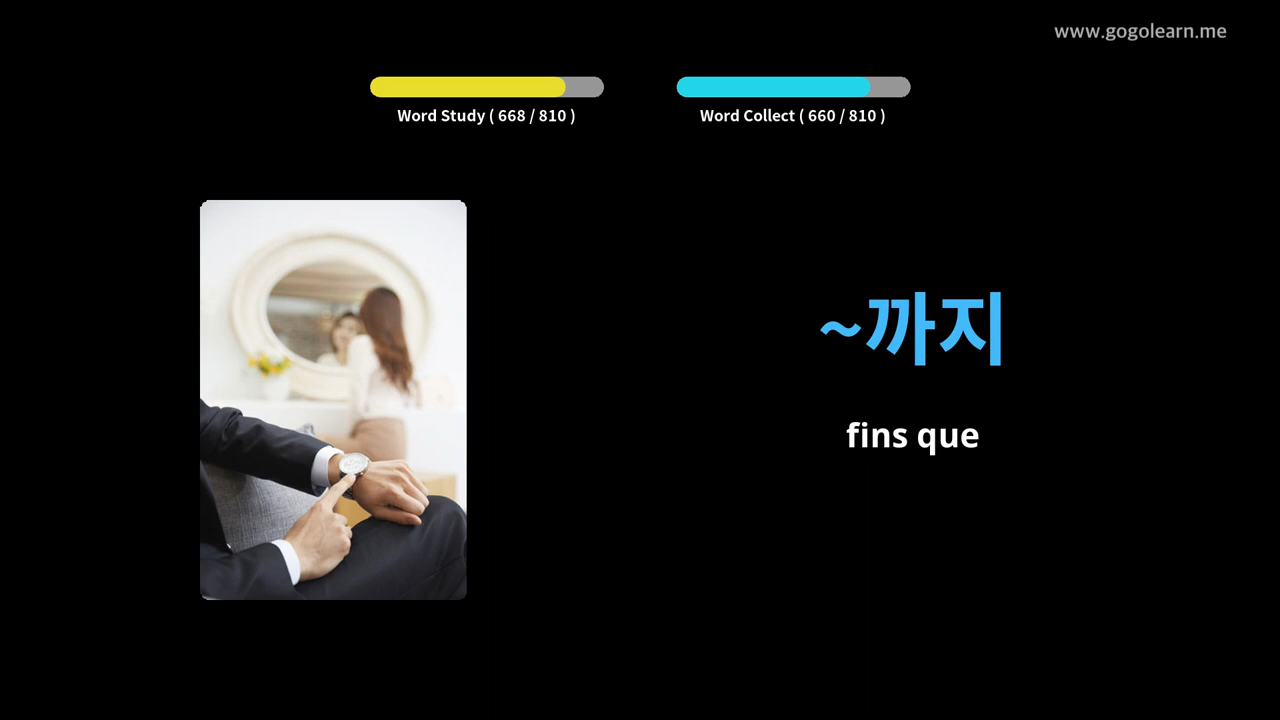 www.gogolearn.me
Word Study ( 668 / 810 )
Word Collect ( 660 / 810 )
~까지
fins que